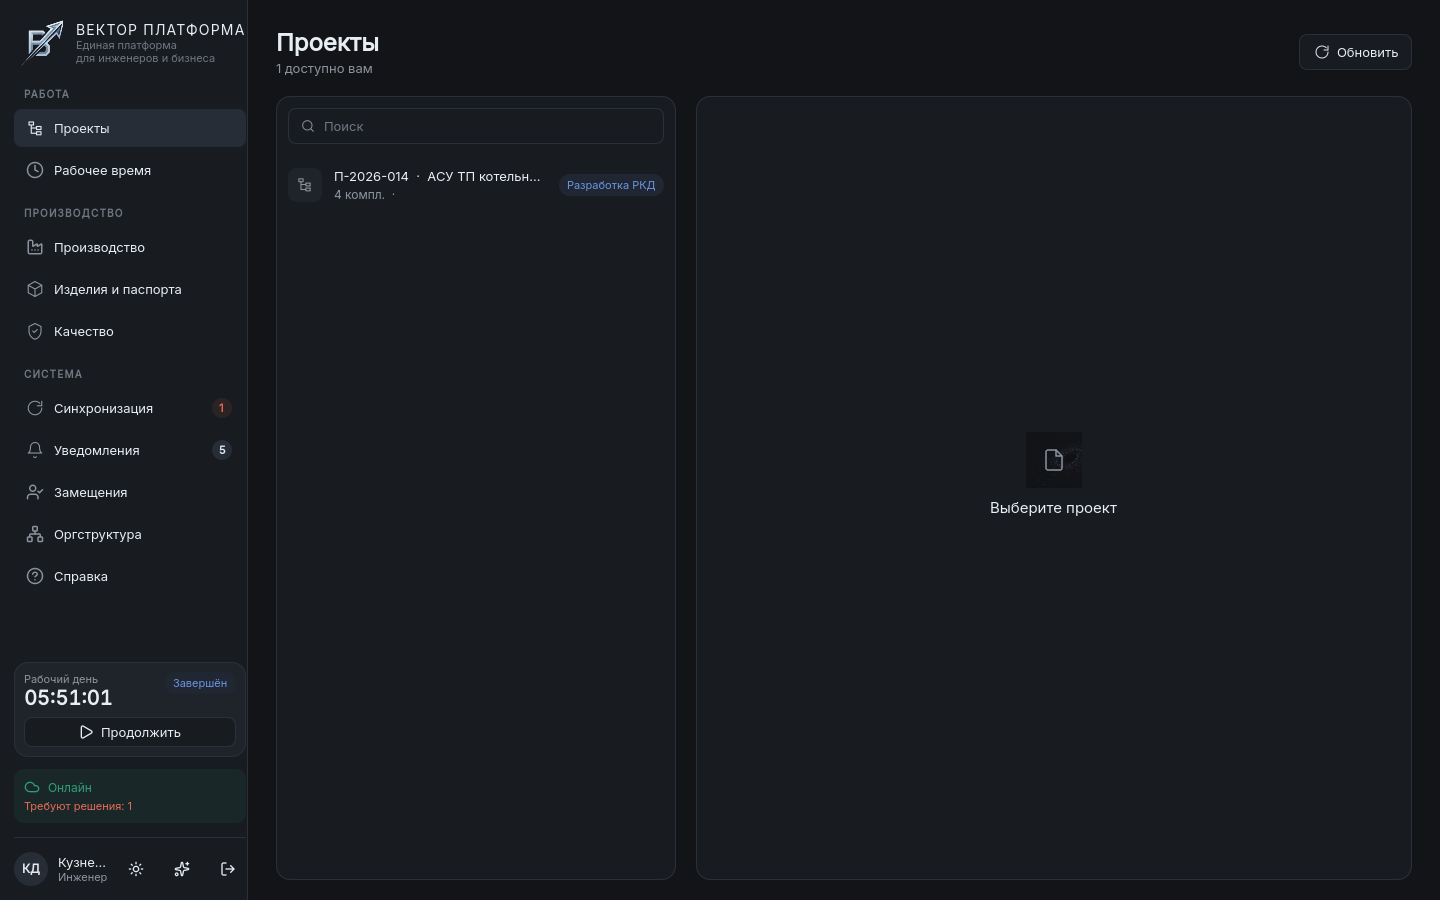 ВЕКТОР ПЛАТФОРМА
Единая платформа
для инженеров и бизнеса
РАБОТА
Проекты
Рабочее время
ПРОИЗВОДСТВО
Производство
Изделия и паспорта
Качество
СИСТЕМА
Синхронизация 1
Уведомления 5
Замещения
Оргструктура
Справка
Рабочий день
Завершён
05:51:01
Продолжить
Онлайн
Требуют решения: 1
КД
Кузне...
Инженер
Проекты
1 доступно вам
Обновить
Поиск
П-2026-014 · АСУ ТП котельн...
4 компл. ·
Разработка РКД
Выберите проект